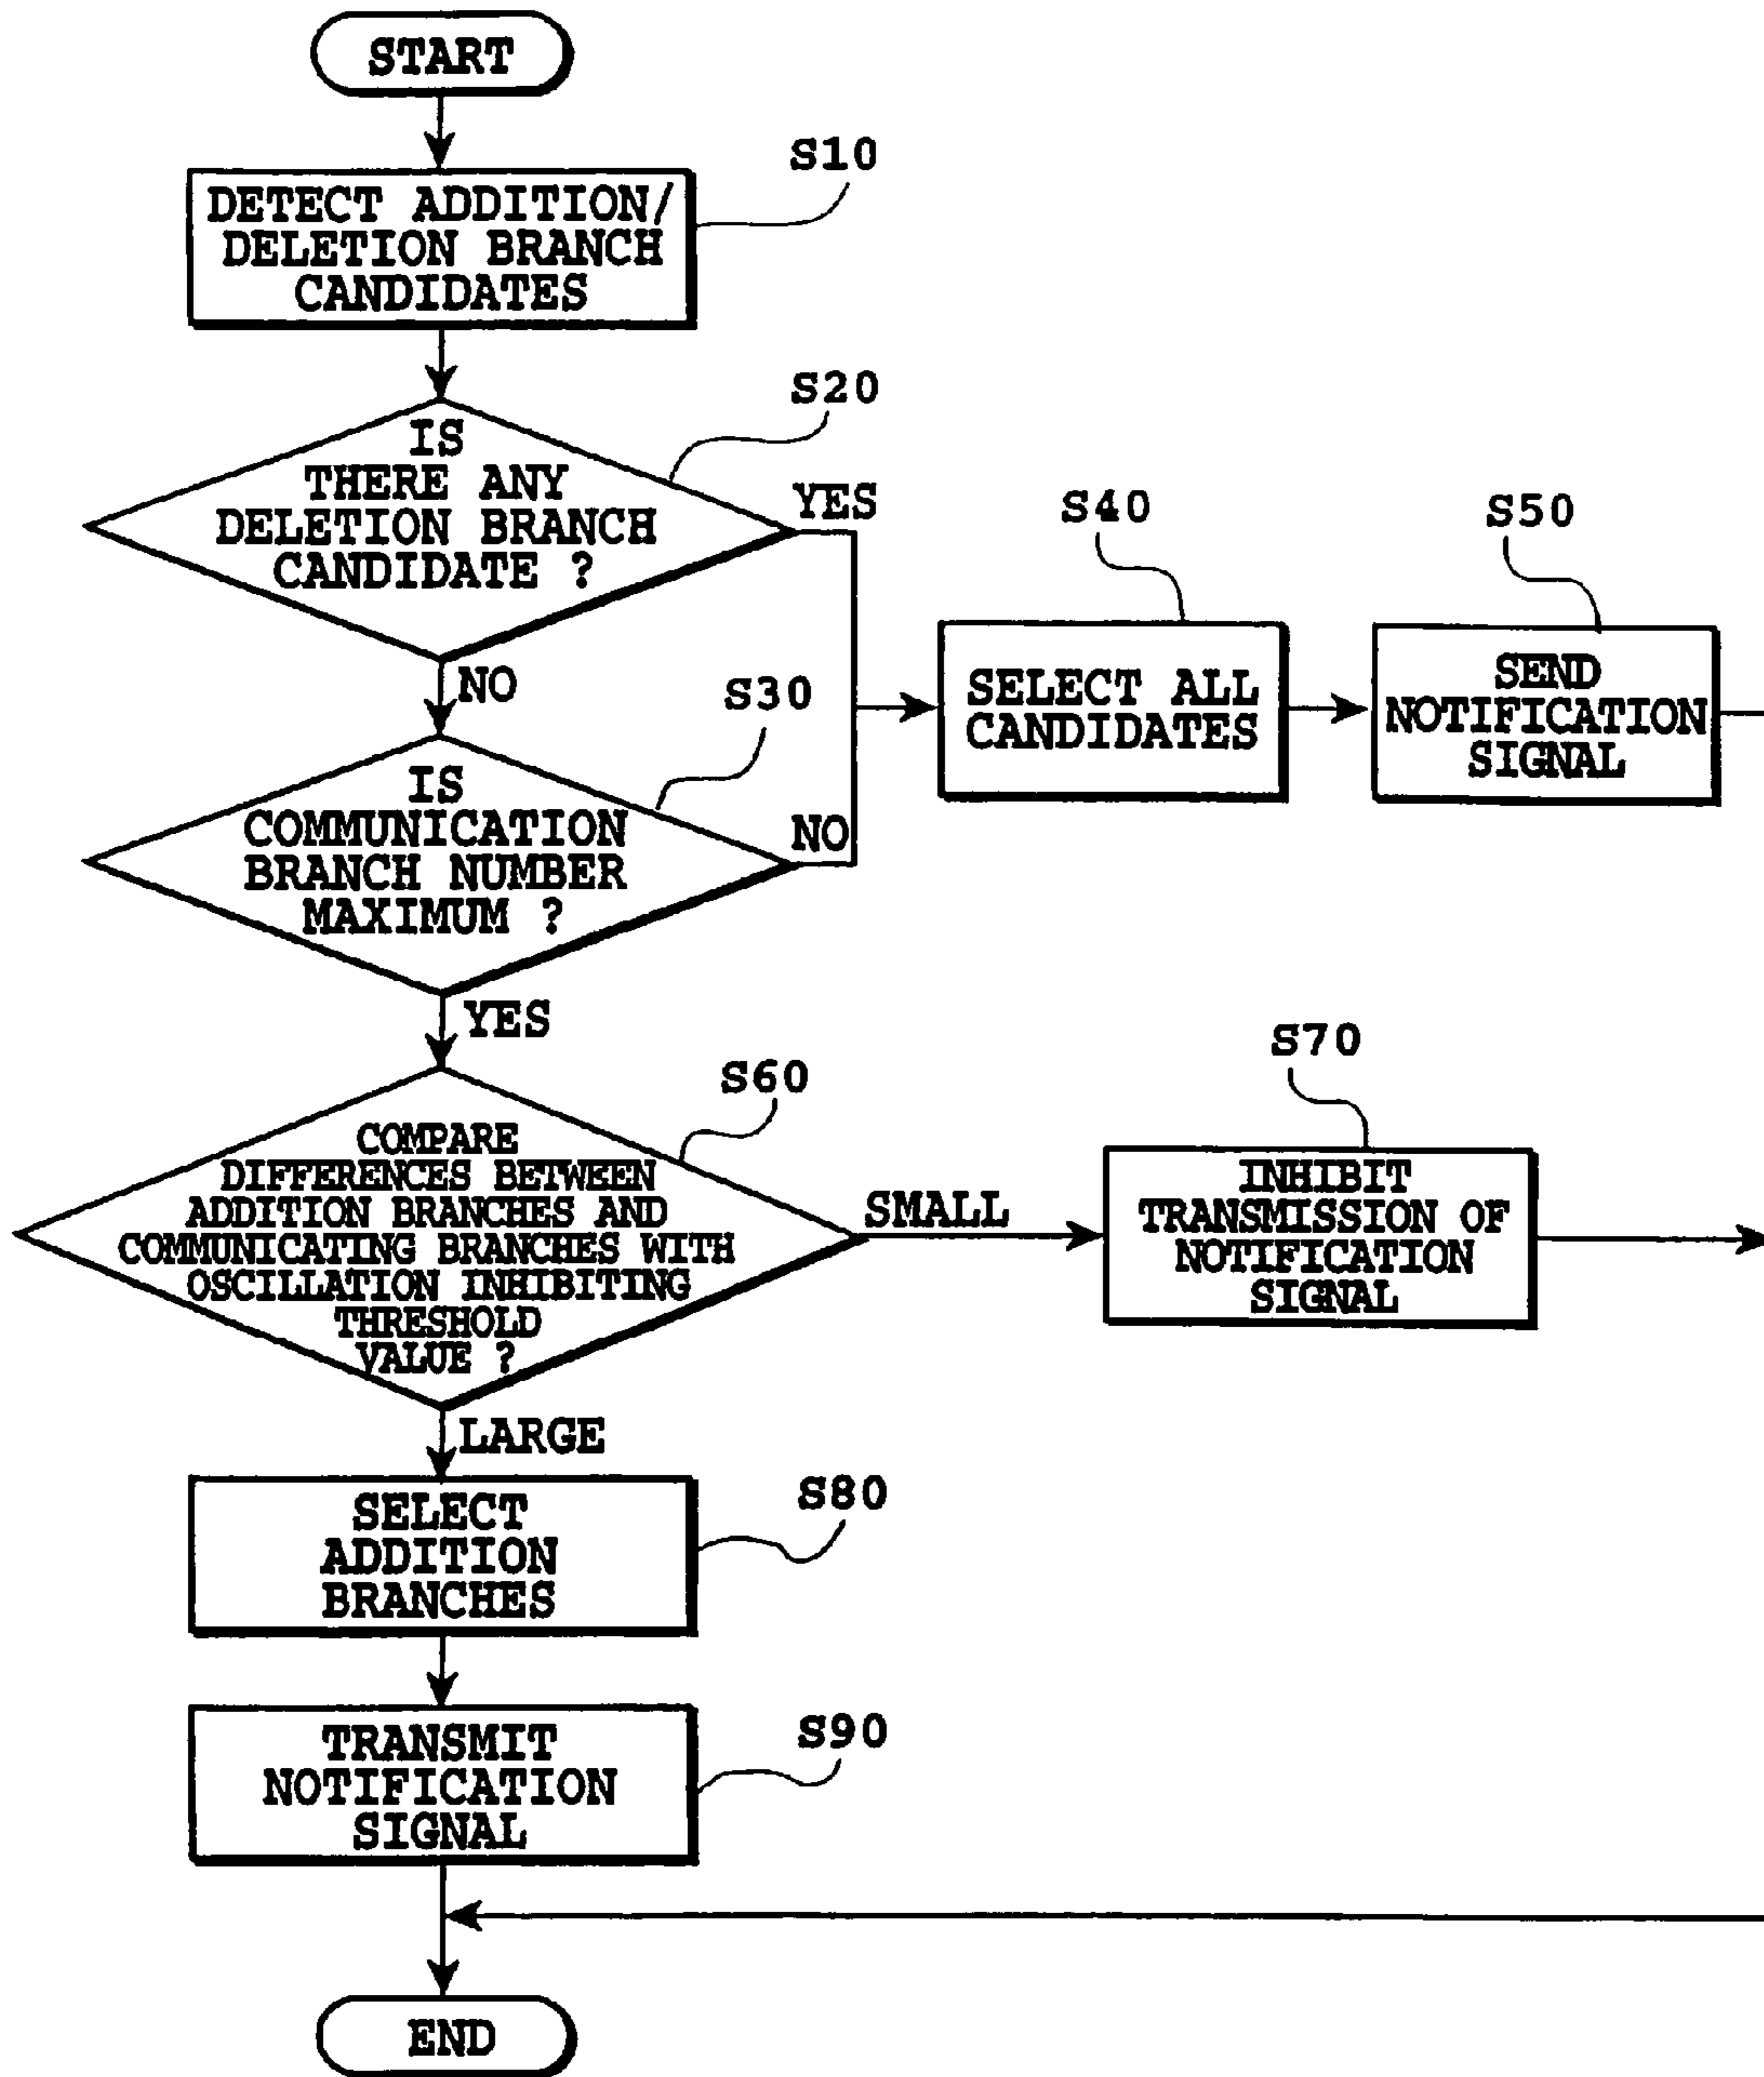 START
S10
DETECT ADDITION/
DELETION BRANCH
CANDIDATES
S20
IS
THERE ANY
DELETION BRANCH
CANDIDATE ?
YES
NO
S40
SELECT ALL
CANDIDATES
S50
SEND
NOTIFICATION
SIGNAL
S30
IS
COMMUNICATION
BRANCH NUMBER
MAXIMUM ?
NO
YES
S60
COMPARE
DIFFERENCES BETWEEN
ADDITION BRANCHES AND
COMMUNICATING BRANCHES WITH
OSCILLATION INHIBITING
THRESHOLD
VALUE ?
SMALL
S70
INHIBIT
TRANSMISSION OF
NOTIFICATION
SIGNAL
LARGE
S80
SELECT
ADDITION
BRANCHES
S90
TRANSMIT
NOTIFICATION
SIGNAL
END